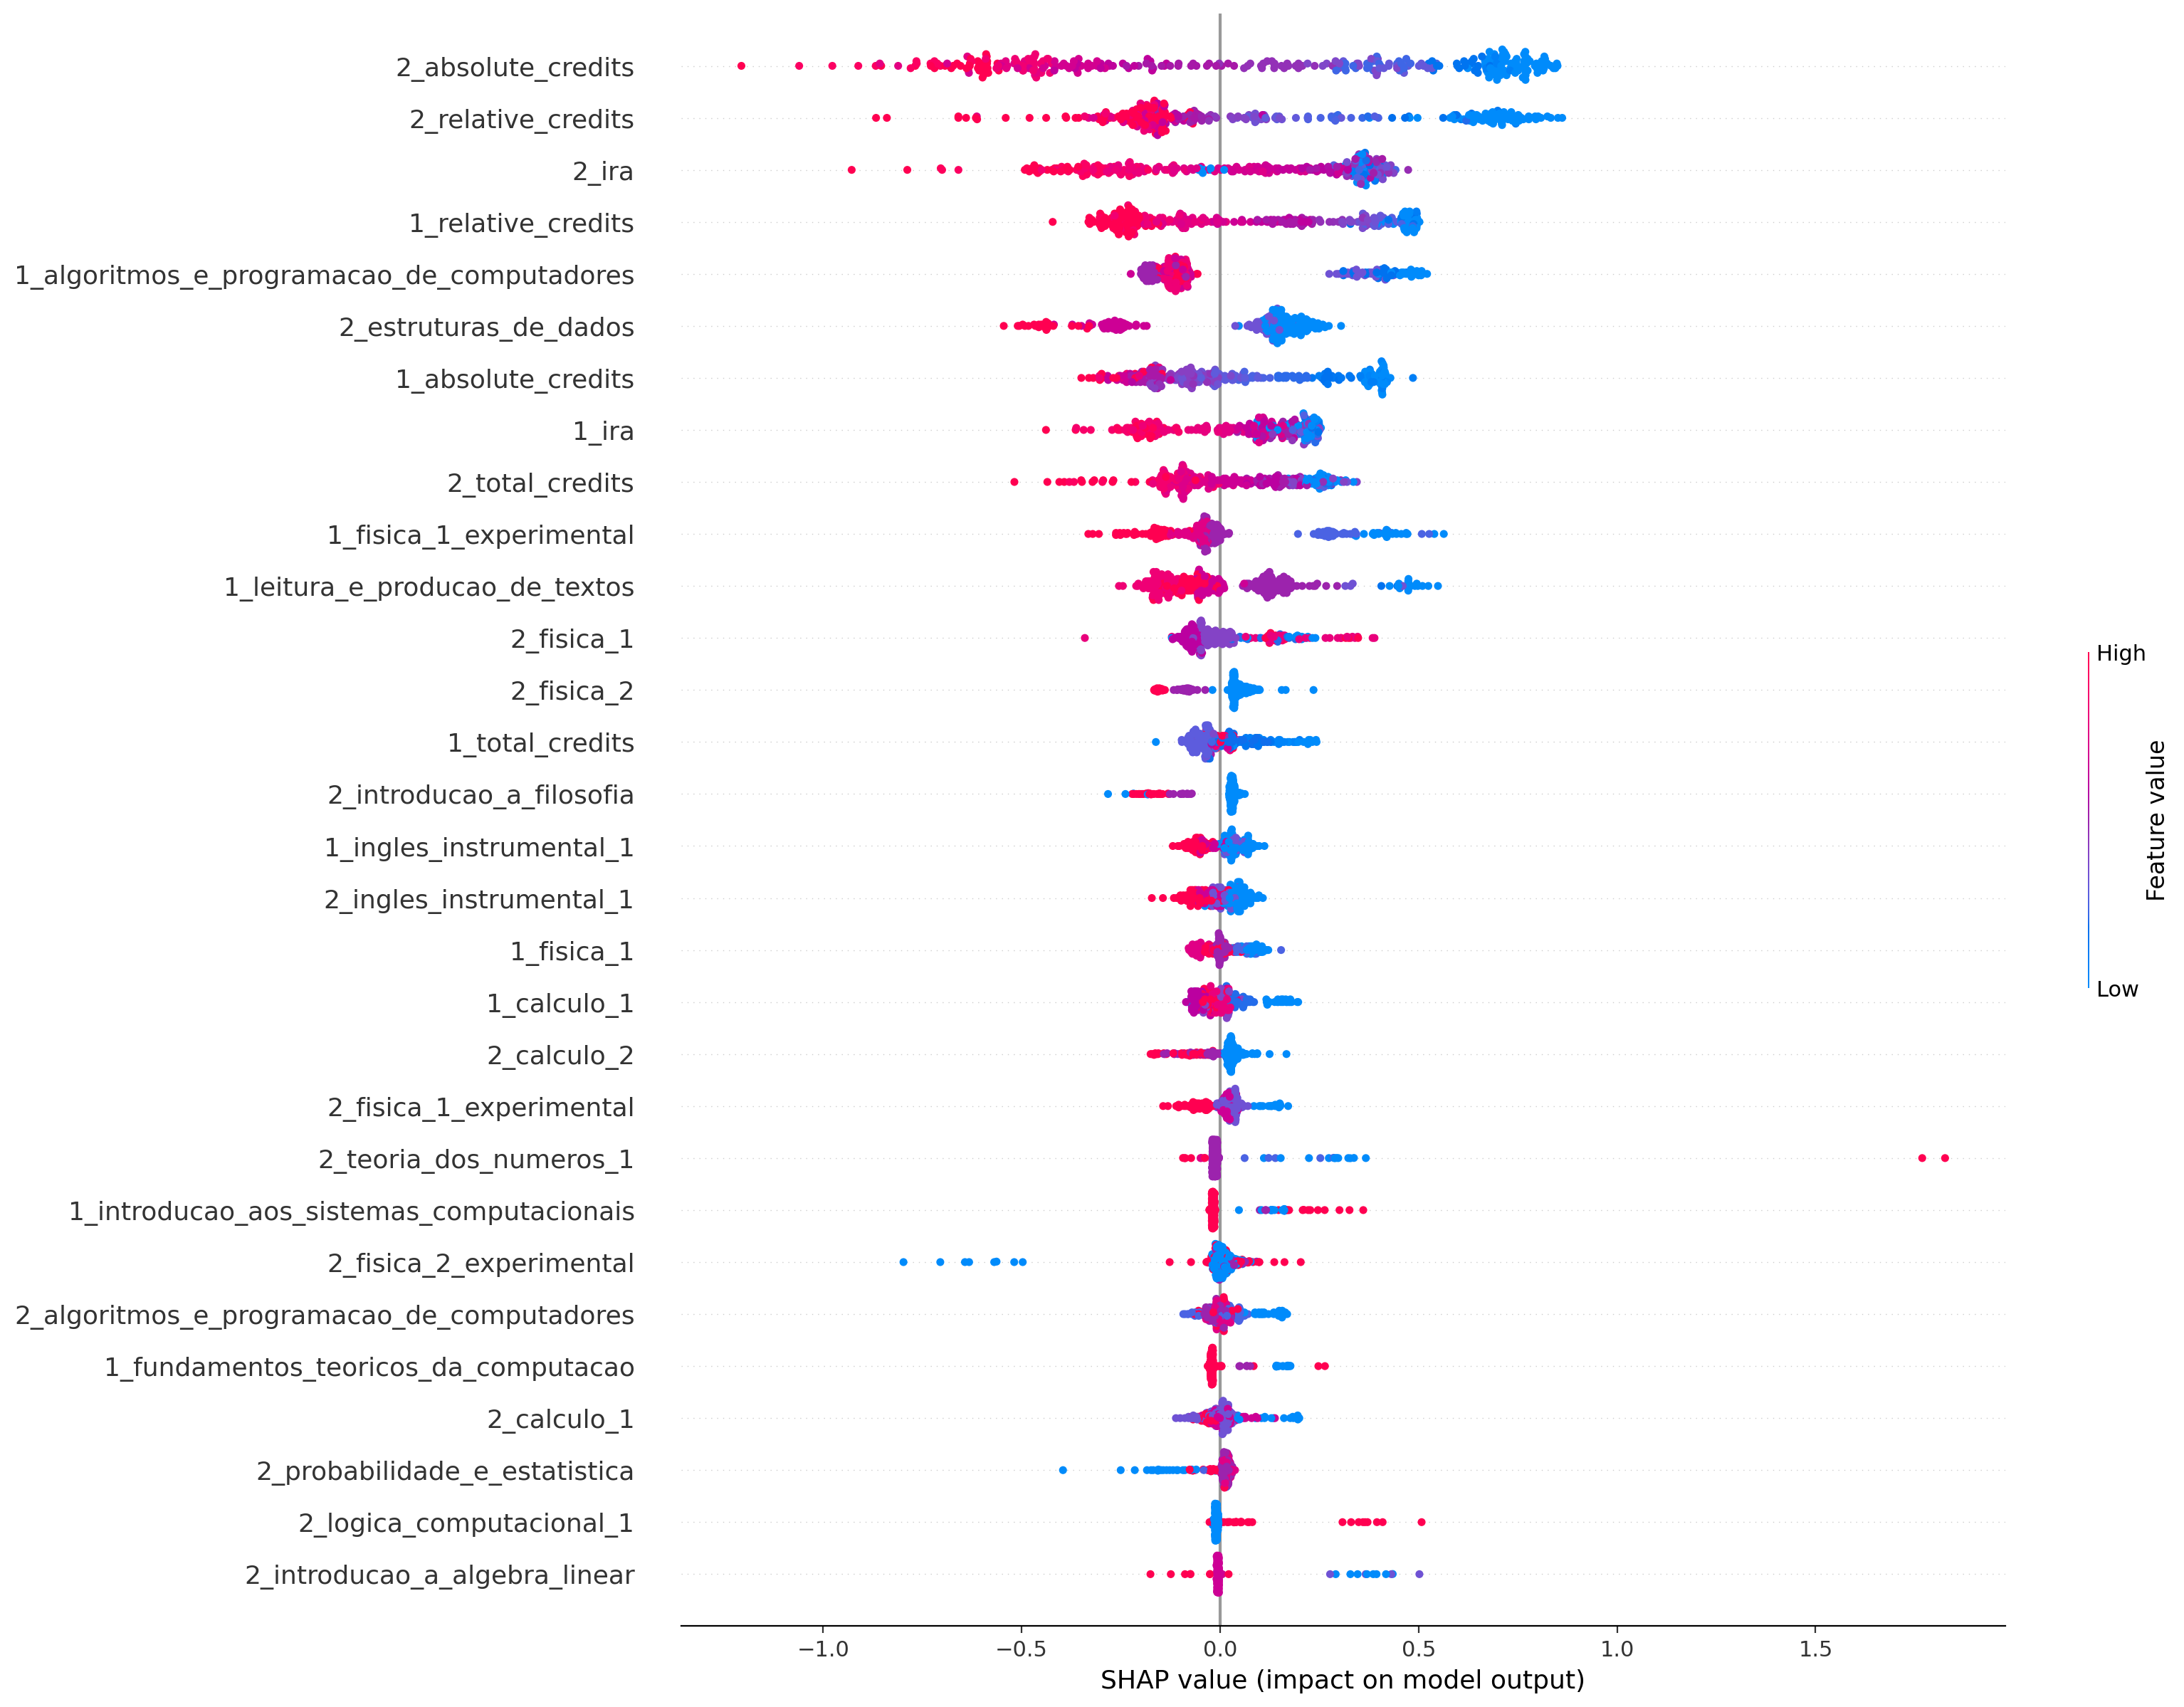 2_absolute_credits
2_relative_credits
2_ira
1_relative_credits
1_algoritmos_e_programacao_de_computadores
2_estruturas_de_dados
1_absolute_credits
1_ira
2_total_credits
1_fisica_1_experimental
1_leitura_e_producao_de_textos
2_fisica_1
2_fisica_2
1_total_credits
2_introducao_a_filosofia
1_ingles_instrumental_1
2_ingles_instrumental_1
1_fisica_1
1_calculo_1
2_calculo_2
2_fisica_1_experimental
2_teoria_dos_numeros_1
1_introducao_aos_sistemas_computacionais
2_fisica_2_experimental
2_algoritmos_e_programacao_de_computadores
1_fundamentos_teoricos_da_computacao
2_calculo_1
2_probabilidade_e_estatistica
2_logica_computacional_1
2_introducao_a_algebra_linear
−1.0 −0.5 0.0 0.5 1.0 1.5
SHAP value (impact on model output)
High
Feature value
Low